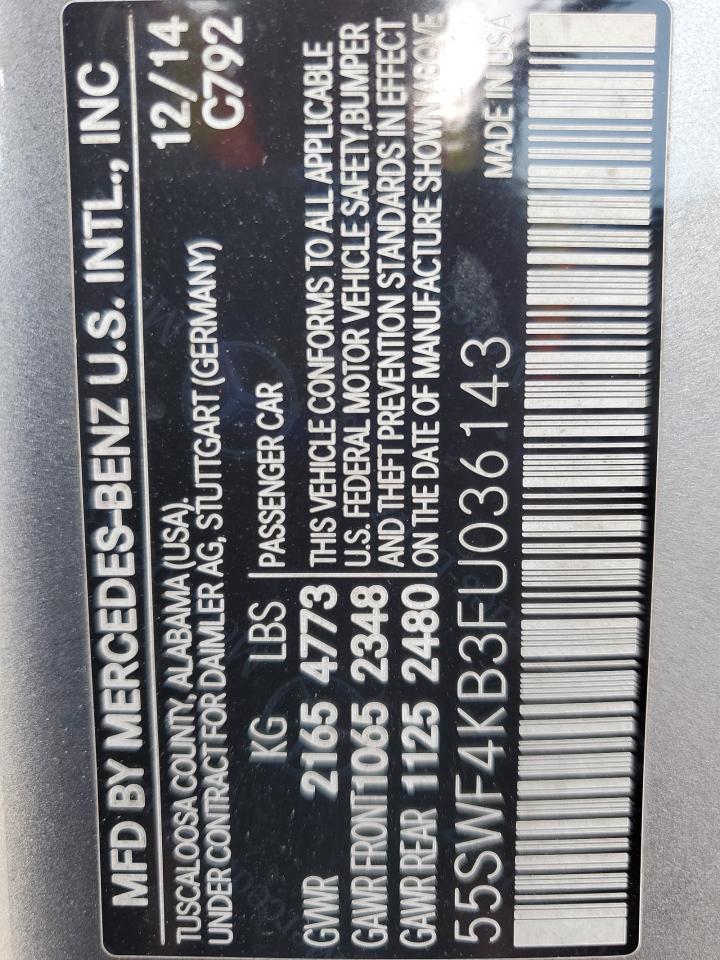 MFD BY MERCEDES-BENZ U.S. INTL., INC
TUSCALOOSA COUNTY, ALABAMA (USA).
12/14
UNDER CONTRACT FOR DAIMLER AG, STUTTGART (GERMANY)
C792
KG LBS PASSENGER CAR
GVWR 2165 4773
THIS VEHICLE CONFORMS TO ALL APPLICABLE
GAWR FRONT 1065 2348
U.S. FEDERAL MOTOR VEHICLE SAFETY, BUMPER
AND THEFT PREVENTION STANDARDS IN EFFECT
GAWR REAR 1125 2480
ON THE DATE OF MANUFACTURE SHOWN ABOVE
55SWF4KB3FU036143
MADE IN USA